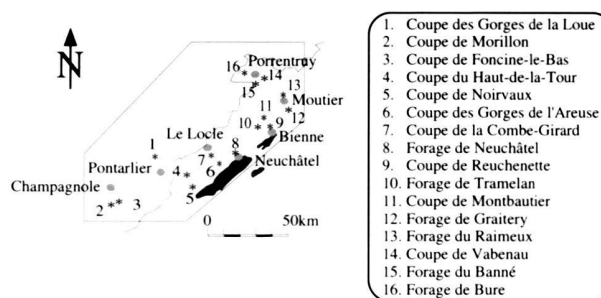 N
16
Porrentruy
14
15
13
Moutier
11
12
10
9
Le Locle
Bienne
1
8
7
Neuchâtel
Pontarlier
6
4
Champagnole
5
2
3
0
50km
1. Coupe des Gorges de la Loue
2. Coupe de Morillon
3. Coupe de Foncine-le-Bas
4. Coupe du Haut-de-la-Tour
5. Coupe de Noirvaux
6. Coupe des Gorges de l'Areuse
7. Coupe de la Combe-Girard
8. Forage de Neuchâtel
9. Coupe de Reuchenette
10. Forage de Tramelan
11. Coupe de Montbautier
12. Forage de Graitery
13. Forage du Raimeux
14. Coupe de Vabenau
15. Forage du Banné
16. Forage de Bure